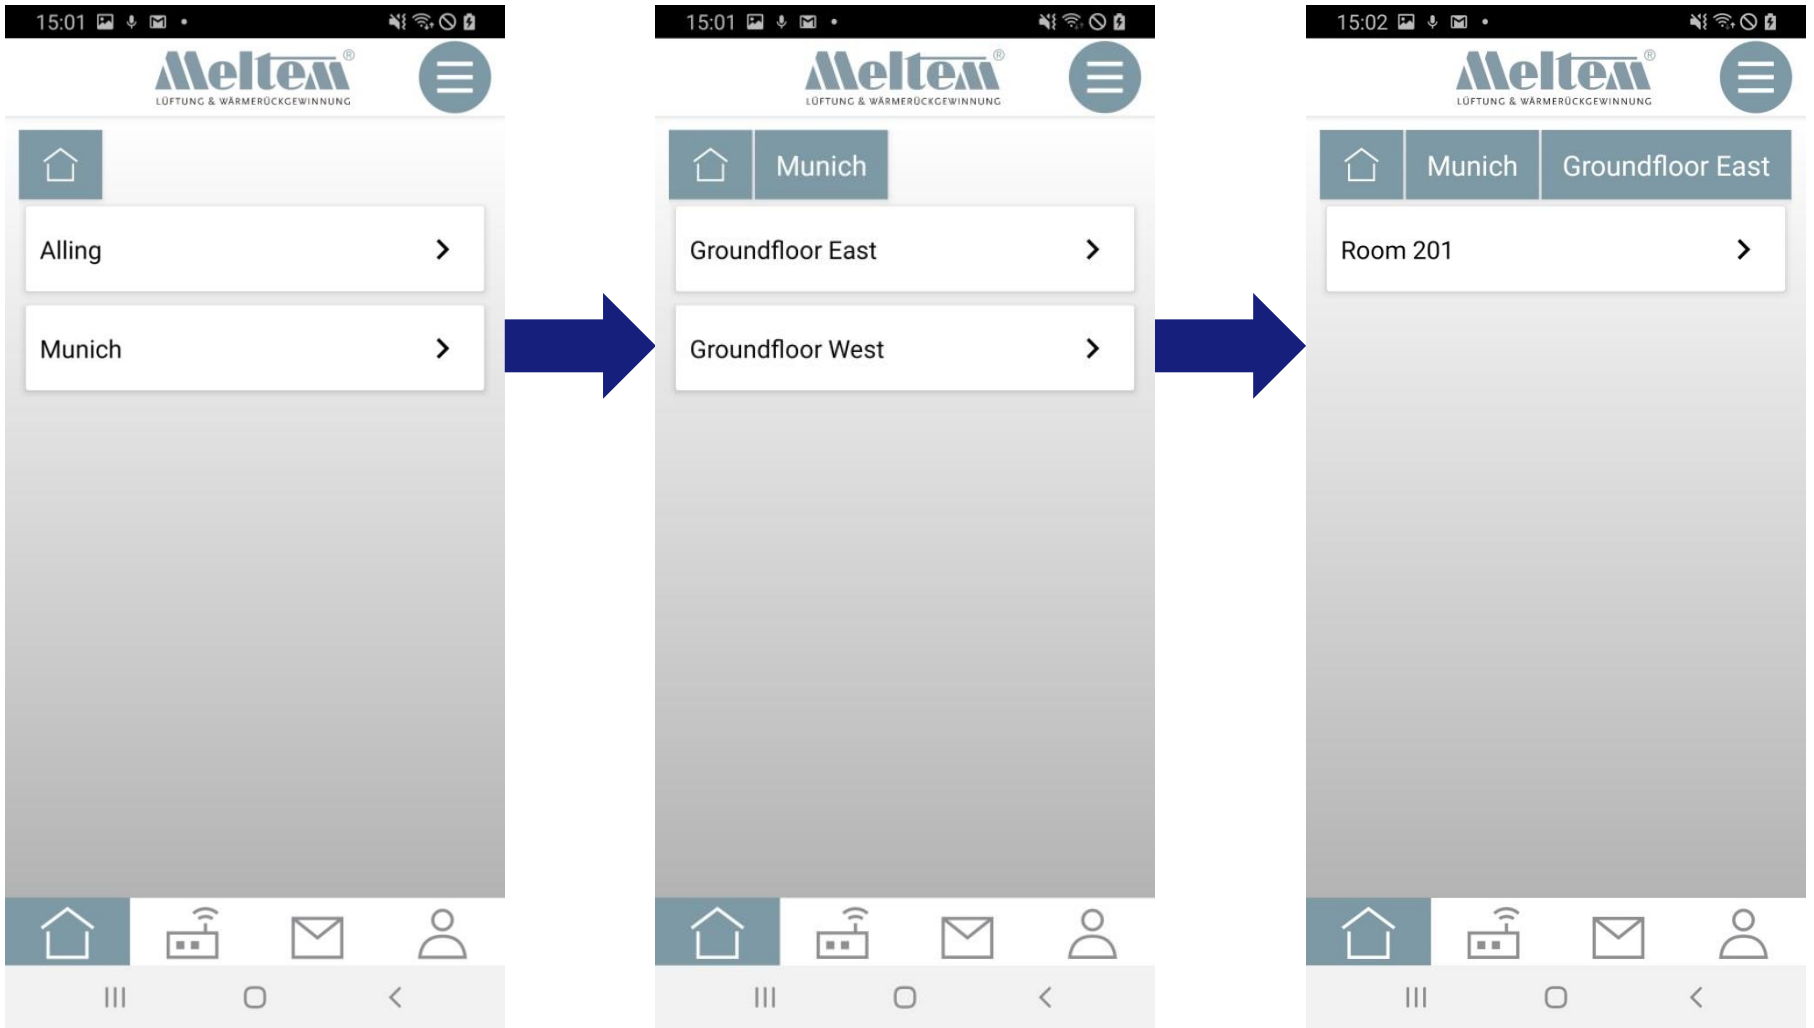 15:01
Meltem®
LÜFTUNG & WÄRMERÜCKGEWINNUNG
Alling
Munich
15:01
Meltem®
LÜFTUNG & WÄRMERÜCKGEWINNUNG
Munich
Groundfloor East
Groundfloor West
15:02
Meltem®
LÜFTUNG & WÄRMERÜCKGEWINNUNG
Munich Groundfloor East
Room 201